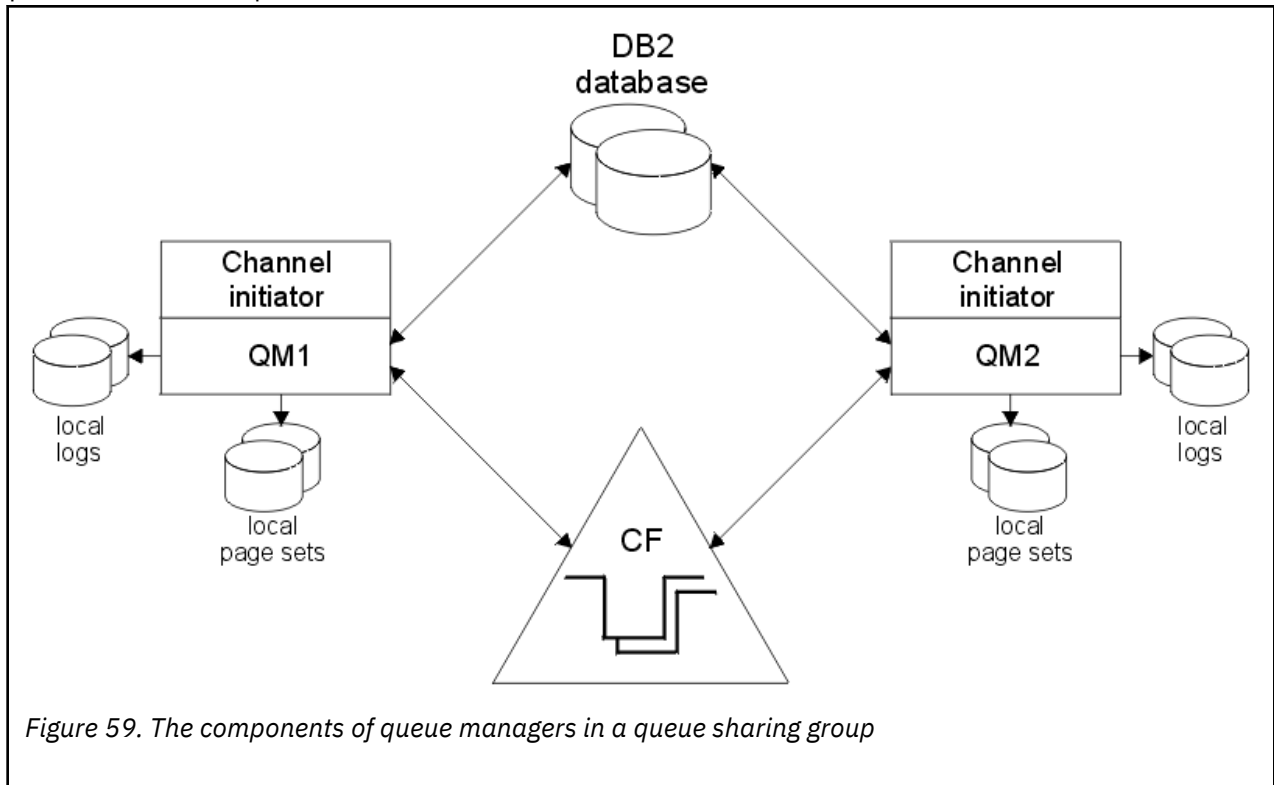 DB2
database
Channel
initiator
QM1
local
logs
local
page sets
Channel
initiator
QM2
local
logs
local
page sets
CF
Figure 59. The components of queue managers in a queue sharing group